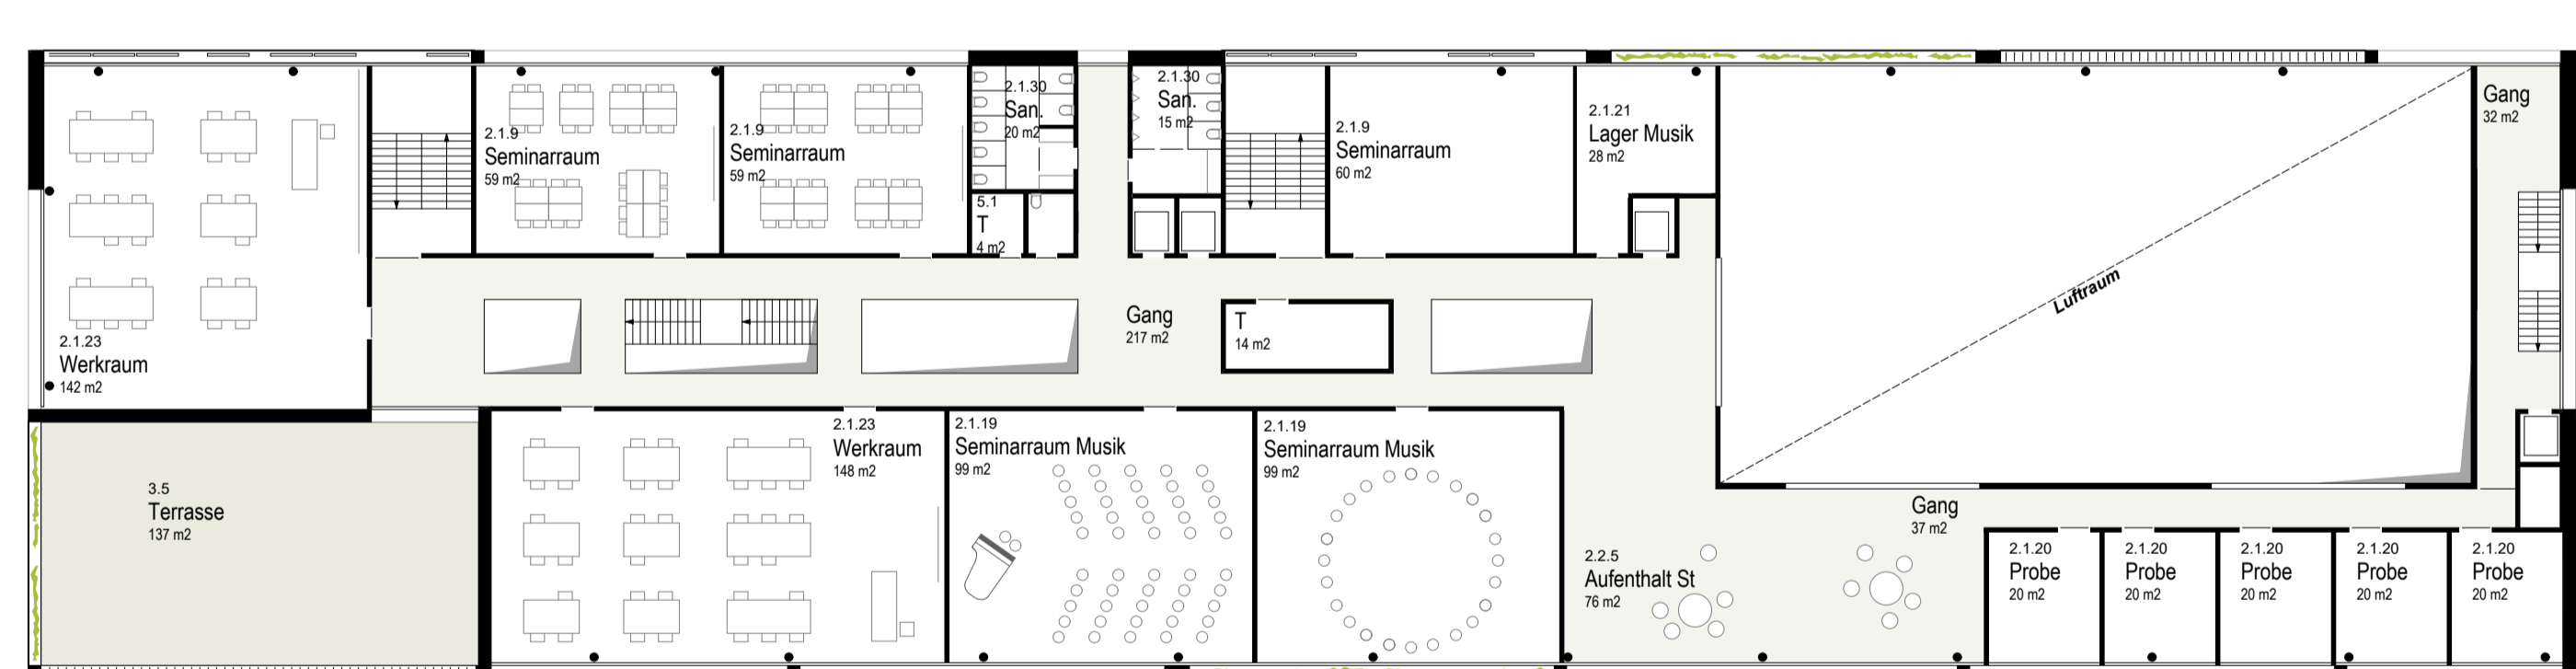 2.1.30
San.
20 m2
2.1.30
San.
15 m2
Gang
32 m2
2.1.9
Seminarraum
59 m2
2.1.9
Seminarraum
59 m2
2.1.9
Seminarraum
60 m2
2.1.21
Lager Musik
28 m2
5.1
T
4 m2
Luftraum
2.1.23
Werkraum
142 m2
Gang
217 m2
T
14 m2
3.5
Terrasse
137 m2
2.1.23
Werkraum
148 m2
2.1.19
Seminarraum Musik
99 m2
2.1.19
Seminarraum Musik
99 m2
Gang
37 m2
2.2.5
Aufenthalt St
76 m2
2.1.20
Probe
20 m2
2.1.20
Probe
20 m2
2.1.20
Probe
20 m2
2.1.20
Probe
20 m2
2.1.20
Probe
20 m2